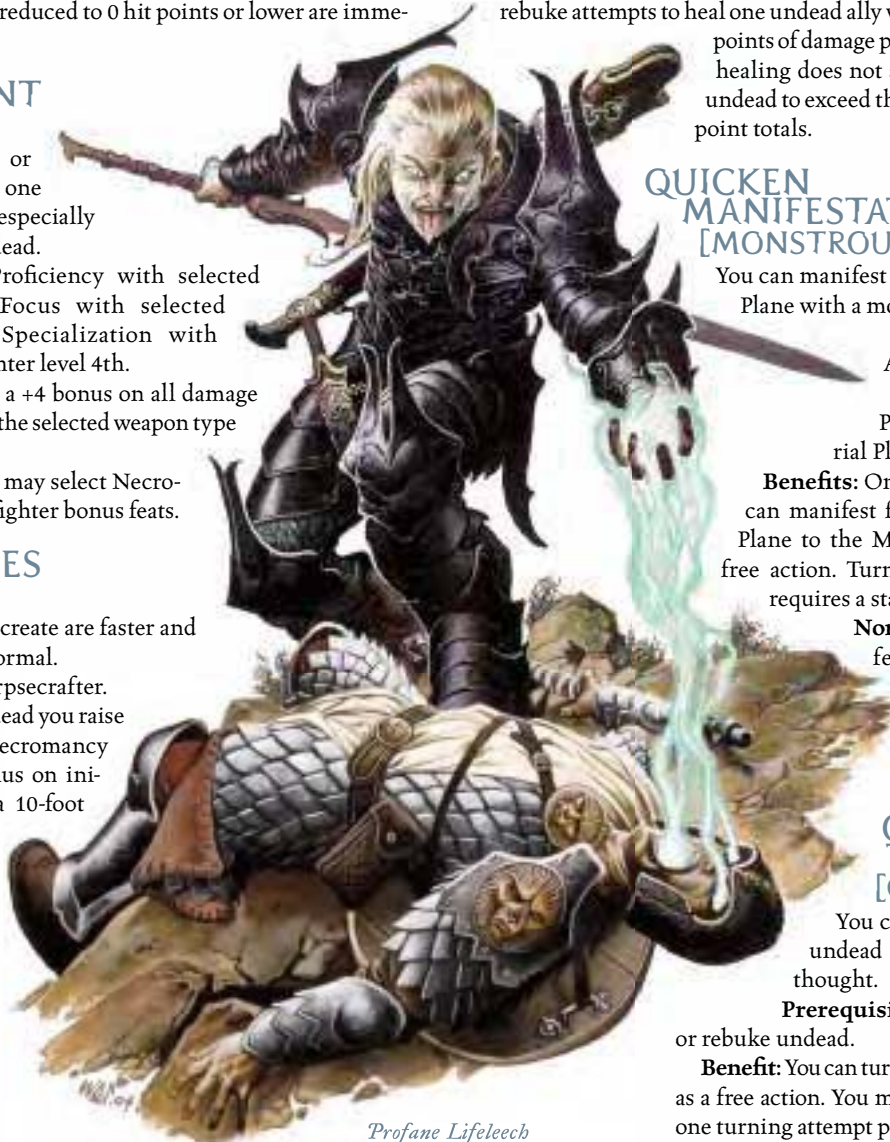 reduced to 0 hit points or lower are imme-
NT
or
one
especially
ead.
roficiency with selected
Focus with selected
Specialization with
hter level 4th.
a +4 bonus on all damage
the selected weapon type
may select Necro-
ighter bonus feats.
ES
create are faster and
ormal.
rpsecrafter.
ead you raise
ecromancy
us on ini-
a 10-foot
rebuke attempts to heal one undead ally w
points of damage p
healing does not
undead to exceed th
point totals.
QUICKEN
MANIFESTA
[MONSTROU
You can manifest
Plane with a mo
A
P
rial Pl
Benefits: On
can manifest f
Plane to the M
free action. Turn
requires a sta
Nor
fe
[
You c
undead
thought.
Prerequisi
or rebuke undead.
Benefit: You can tur
as a free action. You m
one turning attempt p
Profane Lifeleech